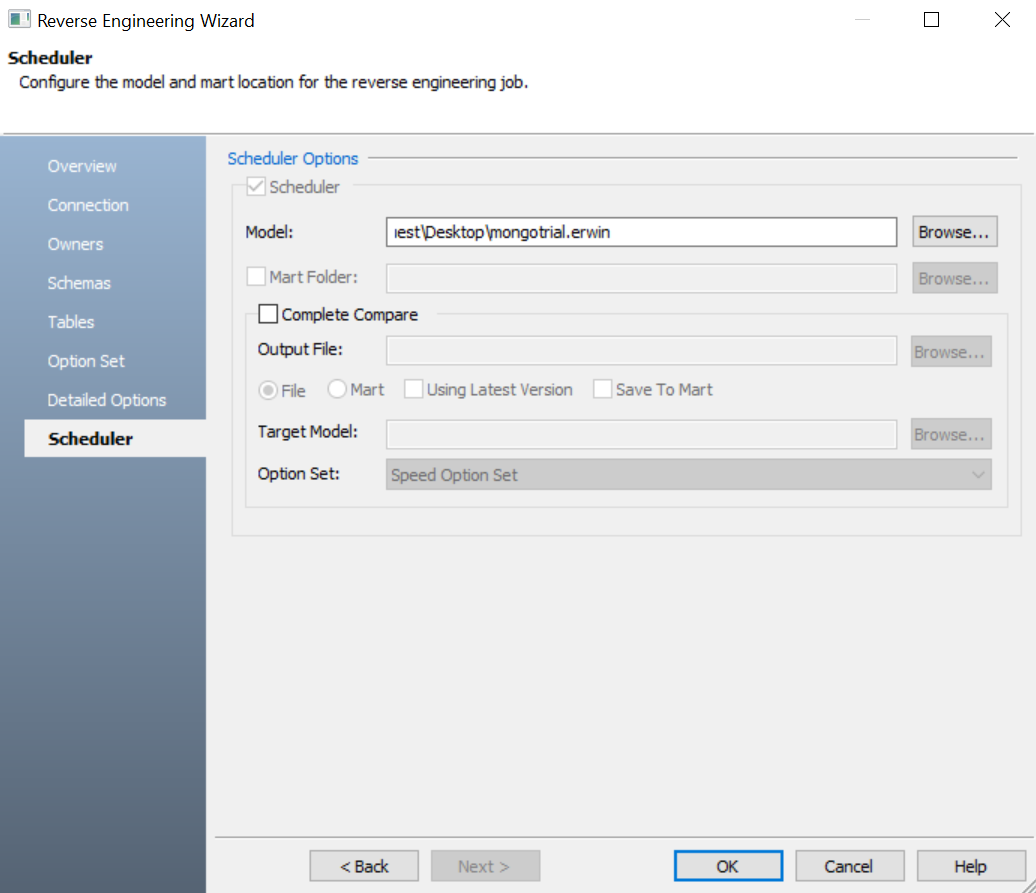 Reverse Engineering Wizard
Scheduler
Configure the model and mart location for the reverse engineering job.
Overview
Connection
Owners
Schemas
Tables
Option Set
Detailed Options
Scheduler
Scheduler Options
Scheduler
Model: est\Desktop\mongotrial.erwin Browse...
Mart Folder: Browse...
Complete Compare
Output File: Browse...
File Mart Using Latest Version Save To Mart
Target Model: Browse...
Option Set: Speed Option Set
< Back Next > OK Cancel Help